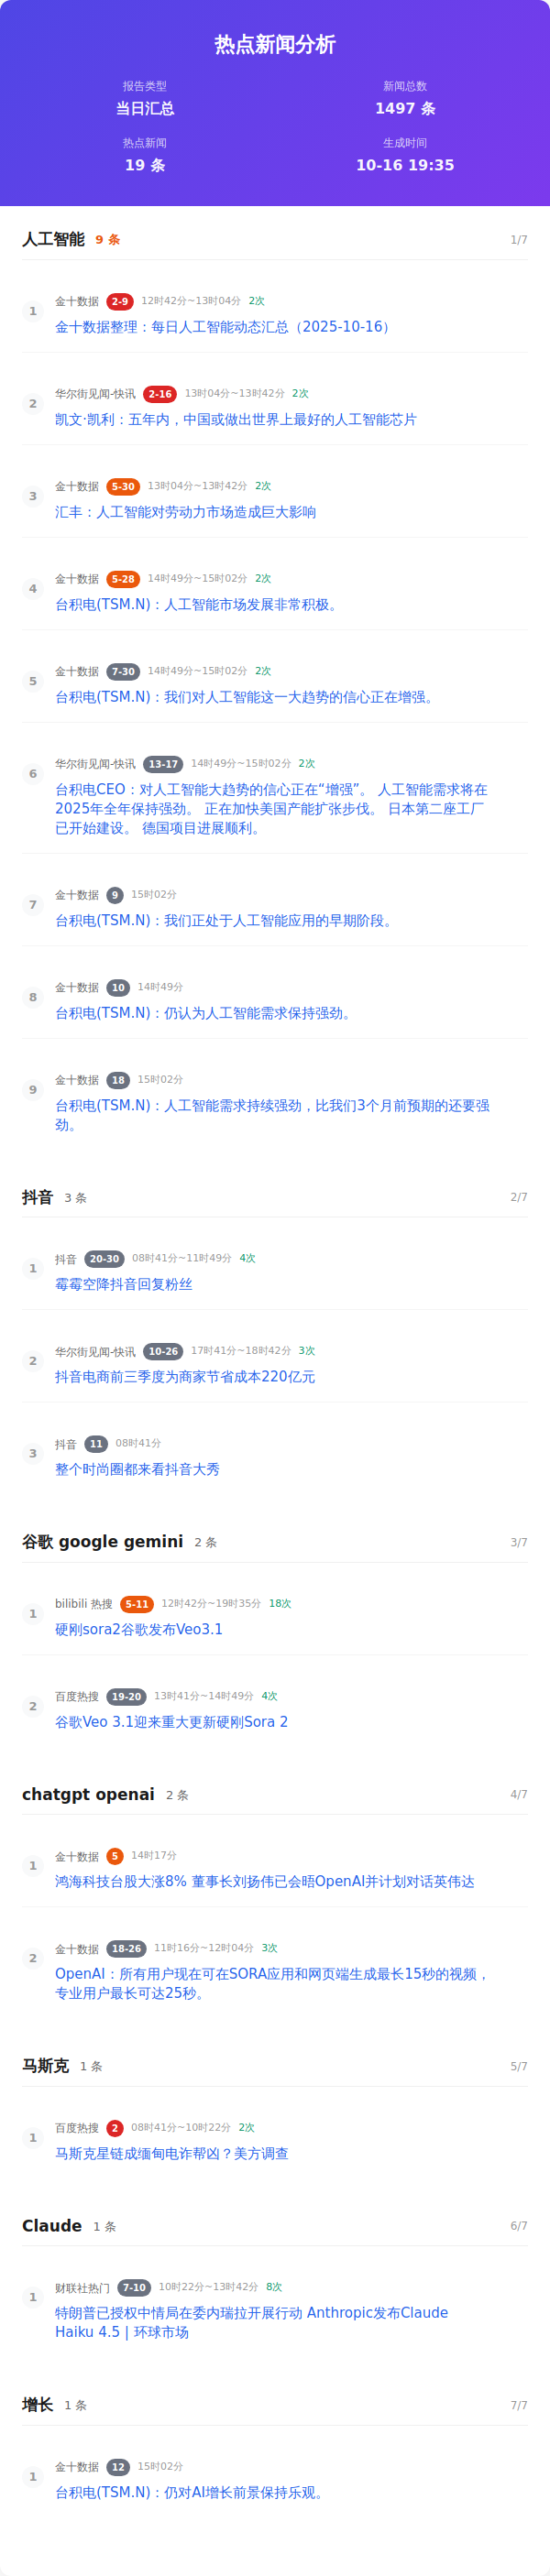 热点新闻分析
报告类型
当日汇总
新闻总数
1497 条
热点新闻
19 条
生成时间
10-16 19:35
人工智能 9 条 1/7
1
金十数据 2-9 12时42分~13时04分 2次
金十数据整理：每日人工智能动态汇总（2025-10-16）
2
华尔街见闻-快讯 2-16 13时04分~13时42分 2次
凯文·凯利：五年内，中国或做出世界上最好的人工智能芯片
3
金十数据 5-30 13时04分~13时42分 2次
汇丰：人工智能对劳动力市场造成巨大影响
4
金十数据 5-28 14时49分~15时02分 2次
台积电(TSM.N)：人工智能市场发展非常积极。
5
金十数据 7-30 14时49分~15时02分 2次
台积电(TSM.N)：我们对人工智能这一大趋势的信心正在增强。
6
华尔街见闻-快讯 13-17 14时49分~15时02分 2次
台积电CEO：对人工智能大趋势的信心正在“增强”。 人工智能需求将在
2025年全年保持强劲。 正在加快美国产能扩张步伐。 日本第二座工厂
已开始建设。 德国项目进展顺利。
7
金十数据 9 15时02分
台积电(TSM.N)：我们正处于人工智能应用的早期阶段。
8
金十数据 10 14时49分
台积电(TSM.N)：仍认为人工智能需求保持强劲。
9
金十数据 18 15时02分
台积电(TSM.N)：人工智能需求持续强劲，比我们3个月前预期的还要强
劲。
抖音 3 条 2/7
1
抖音 20-30 08时41分~11时49分 4次
霉霉空降抖音回复粉丝
2
华尔街见闻-快讯 10-26 17时41分~18时42分 3次
抖音电商前三季度为商家节省成本220亿元
3
抖音 11 08时41分
整个时尚圈都来看抖音大秀
谷歌 google gemini 2 条 3/7
1
bilibili 热搜 5-11 12时42分~19时35分 18次
硬刚sora2谷歌发布Veo3.1
2
百度热搜 19-20 13时41分~14时49分 4次
谷歌Veo 3.1迎来重大更新硬刚Sora 2
chatgpt openai 2 条 4/7
1
金十数据 5 14时17分
鸿海科技台股大涨8% 董事长刘扬伟已会晤OpenAI并计划对话英伟达
2
金十数据 18-26 11时16分~12时04分 3次
OpenAI：所有用户现在可在SORA应用和网页端生成最长15秒的视频，
专业用户最长可达25秒。
马斯克 1 条 5/7
1
百度热搜 2 08时41分~10时22分 2次
马斯克星链成缅甸电诈帮凶？美方调查
Claude 1 条 6/7
1
财联社热门 7-10 10时22分~13时42分 8次
特朗普已授权中情局在委内瑞拉开展行动 Anthropic发布Claude
Haiku 4.5 | 环球市场
增长 1 条 7/7
1
金十数据 12 15时02分
台积电(TSM.N)：仍对AI增长前景保持乐观。